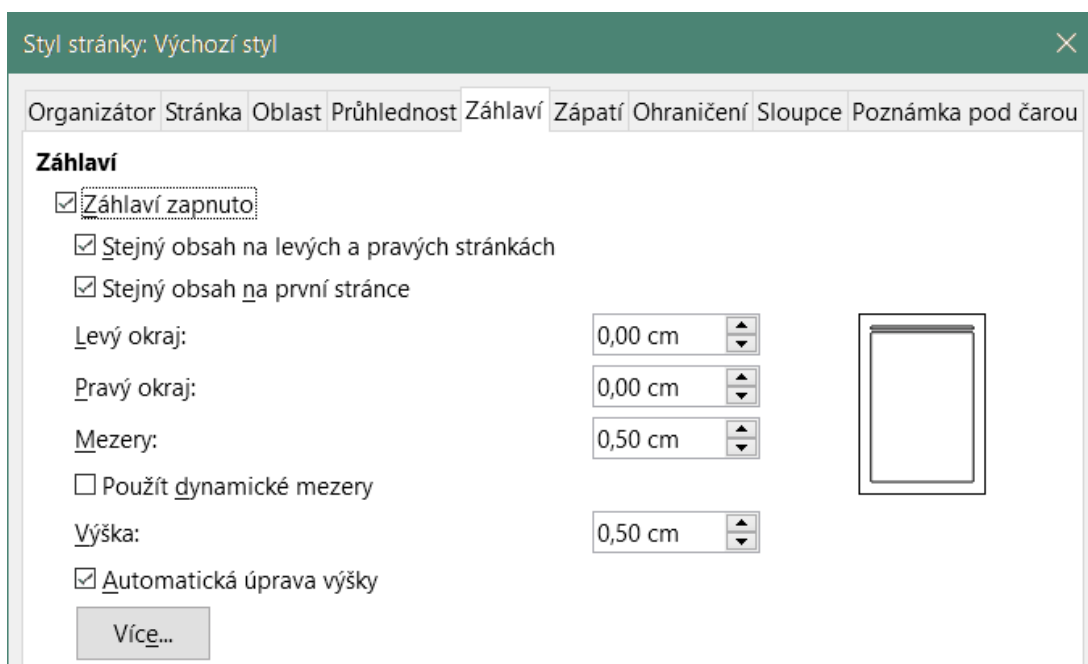 Styl stránky: Výchozí styl
Organizátor Stránka Oblast Průhlednost Záhlaví Zápatí Ohraničení Sloupce Poznámka pod čarou
Záhlaví
Záhlaví zapnuto
Stejný obsah na levých a pravých stránkách
Stejný obsah na první stránce
Levý okraj: 0,00 cm
Pravý okraj: 0,00 cm
Mezery: 0,50 cm
Použít dynamické mezery
Výška: 0,50 cm
Automatická úprava výšky
Více...